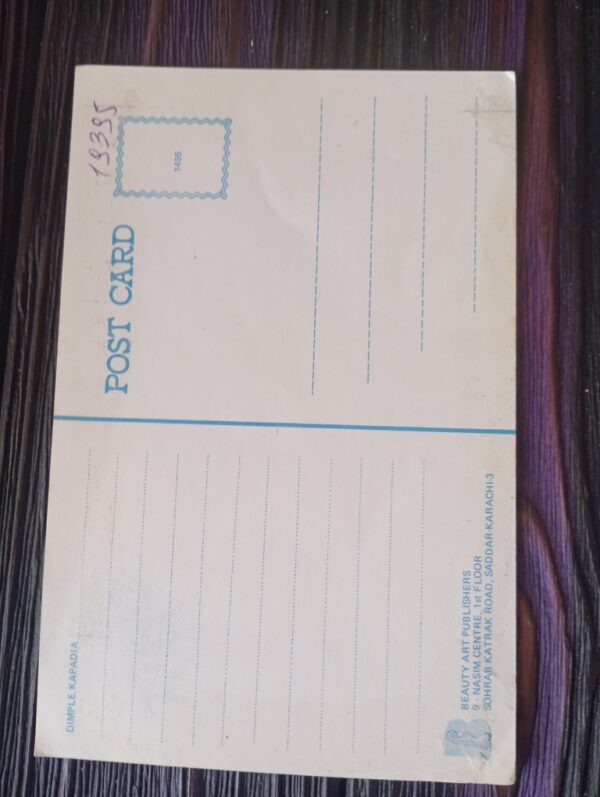 DIMPLE KAPADIA
POST CARD
19395
1455
BEAUTY ART PUBLISHERS
9 - NASIM CENTRE, 1st FLOOR
SOHRAB KATRAK ROAD, SADDAR-KARACHI-3